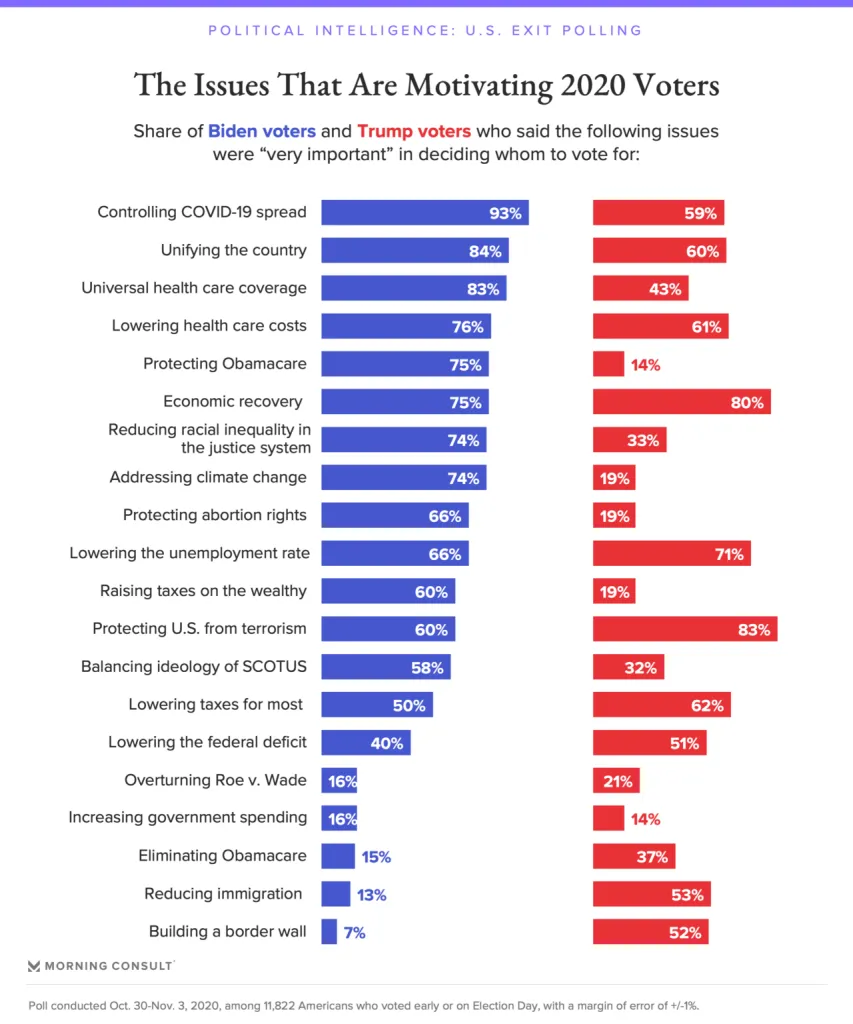 POLITICAL INTELLIGENCE: U.S. EXIT POLLING
The Issues That Are Motivating 2020 Voters
Share of Biden voters and Trump voters who said the following issues
were “very important” in deciding whom to vote for:
Controlling COVID-19 spread 93% 59%
Unifying the country 84% 60%
Universal health care coverage 83% 43%
Lowering health care costs 76% 61%
Protecting Obamacare 75% 14%
Economic recovery 75% 80%
Reducing racial inequality in
the justice system 74% 33%
Addressing climate change 74% 19%
Protecting abortion rights 66% 19%
Lowering the unemployment rate 66% 71%
Raising taxes on the wealthy 60% 19%
Protecting U.S. from terrorism 60% 83%
Balancing ideology of SCOTUS 58% 32%
Lowering taxes for most 50% 62%
Lowering the federal deficit 40% 51%
Overturning Roe v. Wade 16% 21%
Increasing government spending 16% 14%
Eliminating Obamacare 15% 37%
Reducing immigration 13% 53%
Building a border wall 7% 52%
MORNING CONSULT
Poll conducted Oct. 30-Nov. 3, 2020, among 11,822 Americans who voted early or on Election Day, with a margin of error of +/-1%.